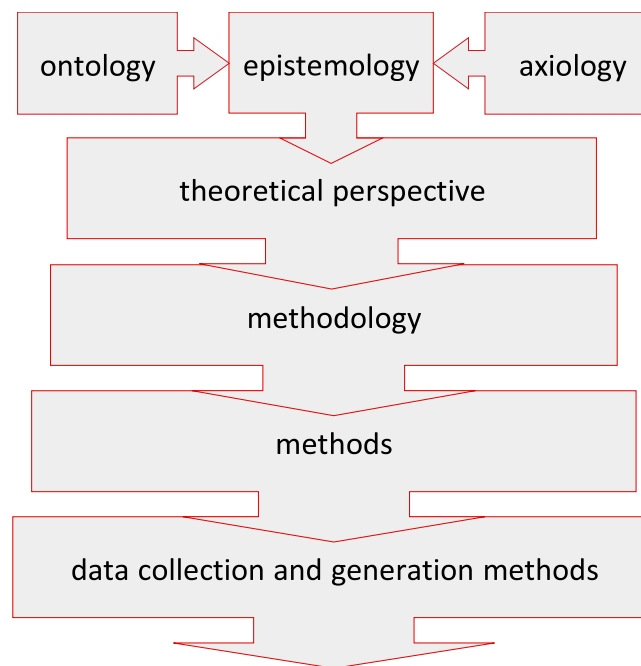 ontology epistemology axiology
theoretical perspective
methodology
methods
data collection and generation methods